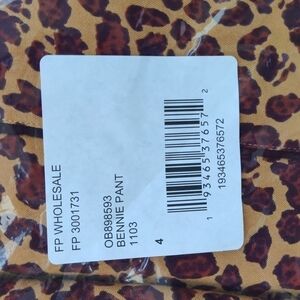 FP WHOLESALE
FP 3001731
OB898593
BENNIE PANT
1103
4
1 93465 37657 2
193465376572